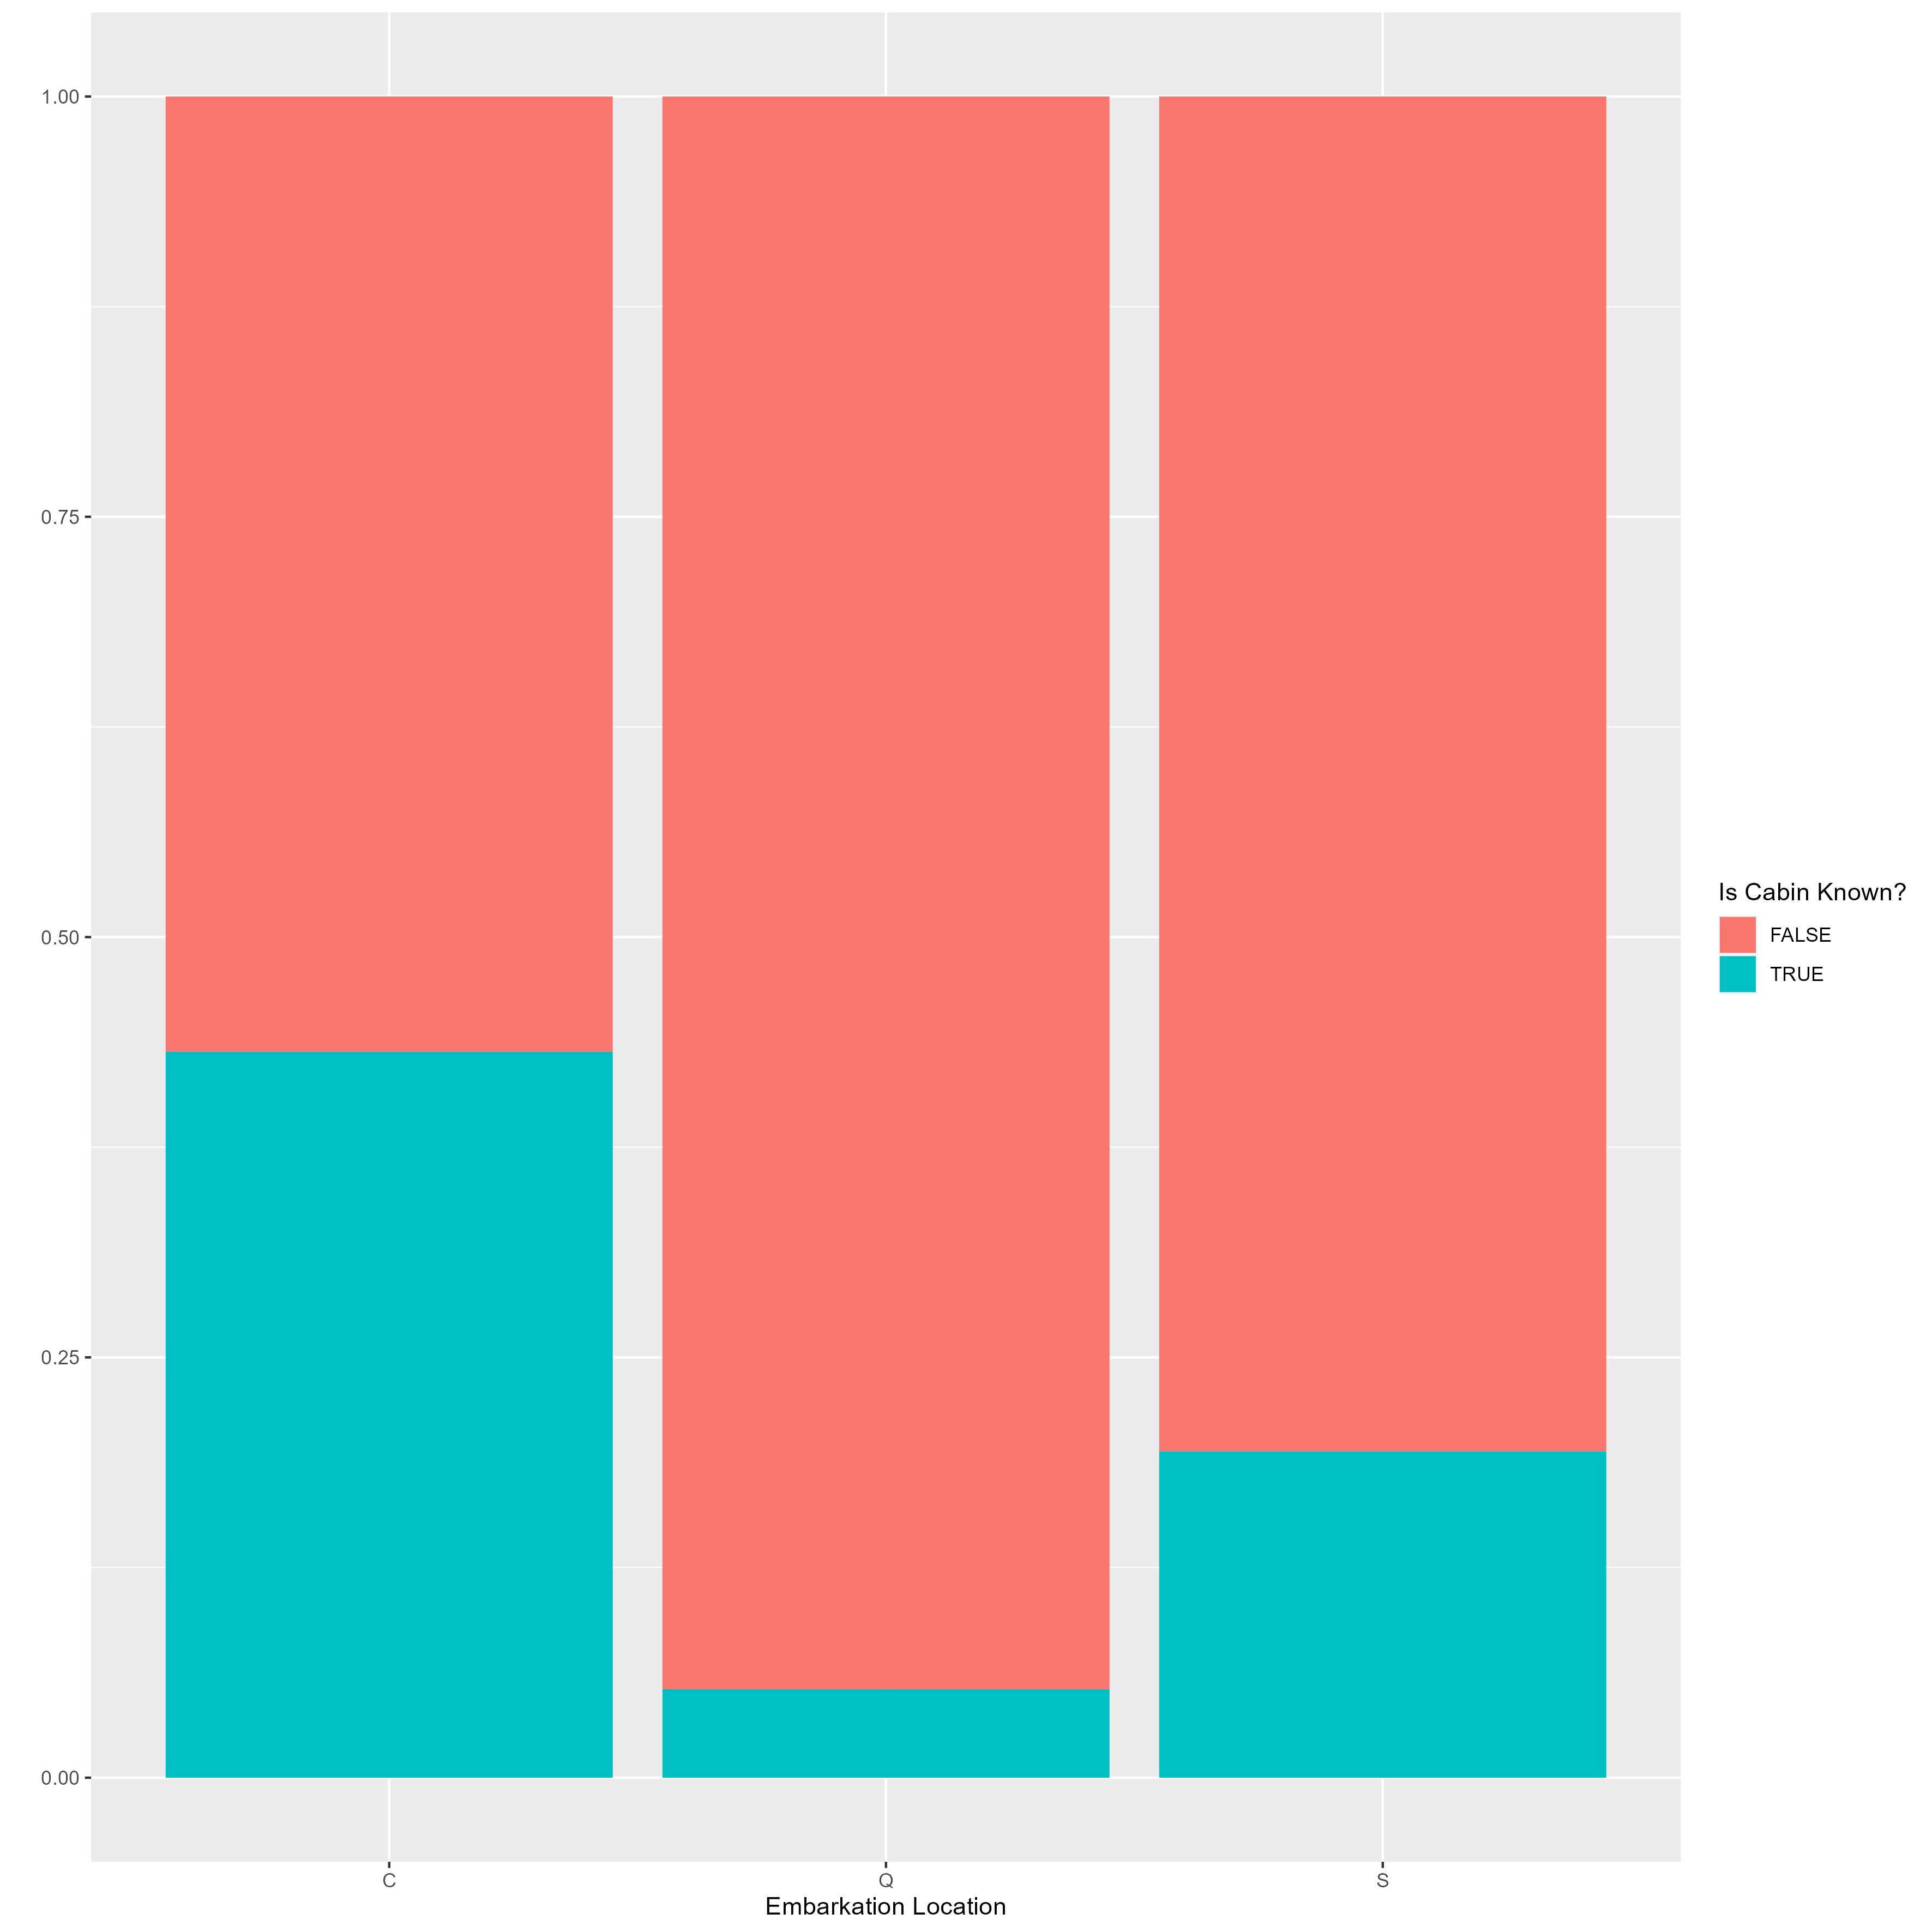 1.00
0.75
0.50
0.25
0.00
C
Q
S
Embarkation Location
Is Cabin Known?
FALSE
TRUE